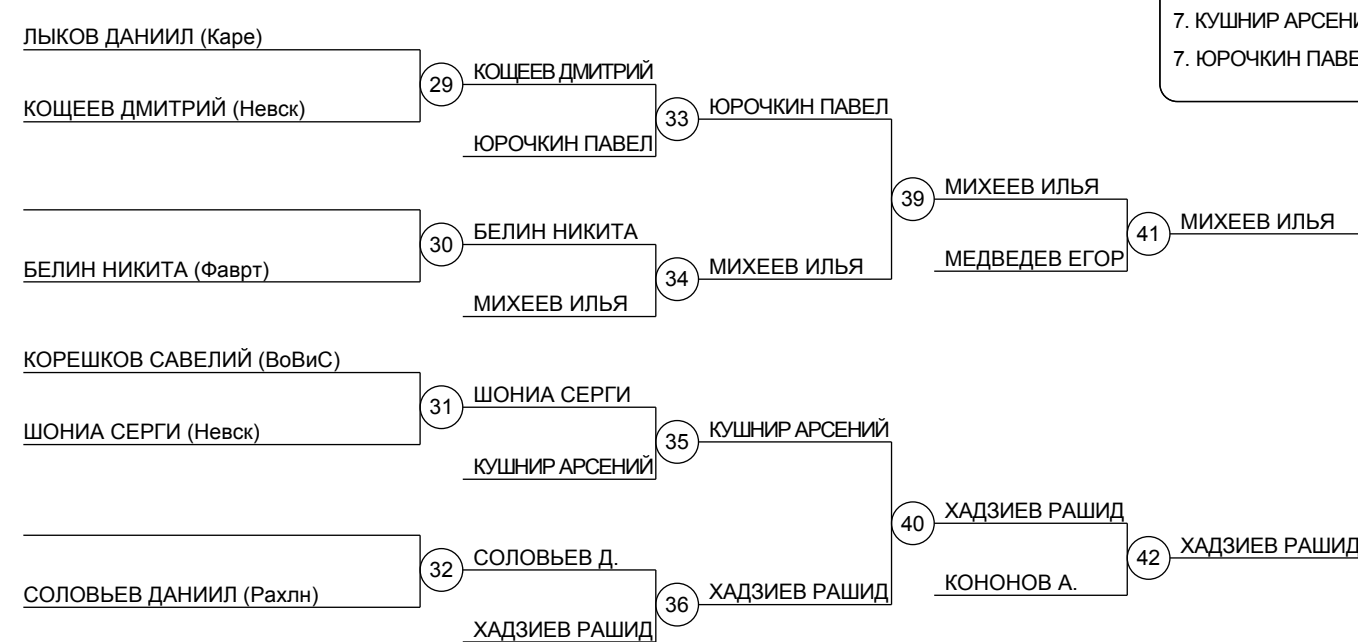 7. КУШНИР АРСЕНИ
ЛЫКОВ ДАНИИЛ (Каре)
7. ЮРОЧКИН ПАВЕ
29 КОЩЕЕВ ДМИТРИЙ
КОЩЕЕВ ДМИТРИЙ (Невск)
33 ЮРОЧКИН ПАВЕЛ
ЮРОЧКИН ПАВЕЛ
39 МИХЕЕВ ИЛЬЯ
30 БЕЛИН НИКИТА
41 МИХЕЕВ ИЛЬЯ
БЕЛИН НИКИТА (Фаврт)
34 МИХЕЕВ ИЛЬЯ
МЕДВЕДЕВ ЕГОР
МИХЕЕВ ИЛЬЯ
КОРЕШКОВ САВЕЛИЙ (ВоВиС)
31 ШОНИА СЕРГИ
ШОНИА СЕРГИ (Невск)
35 КУШНИР АРСЕНИЙ
КУШНИР АРСЕНИЙ
40 ХАДЗИЕВ РАШИД
32 СОЛОВЬЕВ Д.
42 ХАДЗИЕВ РАШИД
СОЛОВЬЕВ ДАНИИЛ (Рахлн)
36 ХАДЗИЕВ РАШИД
КОНОНОВ А.
ХАДЗИЕВ РАШИД